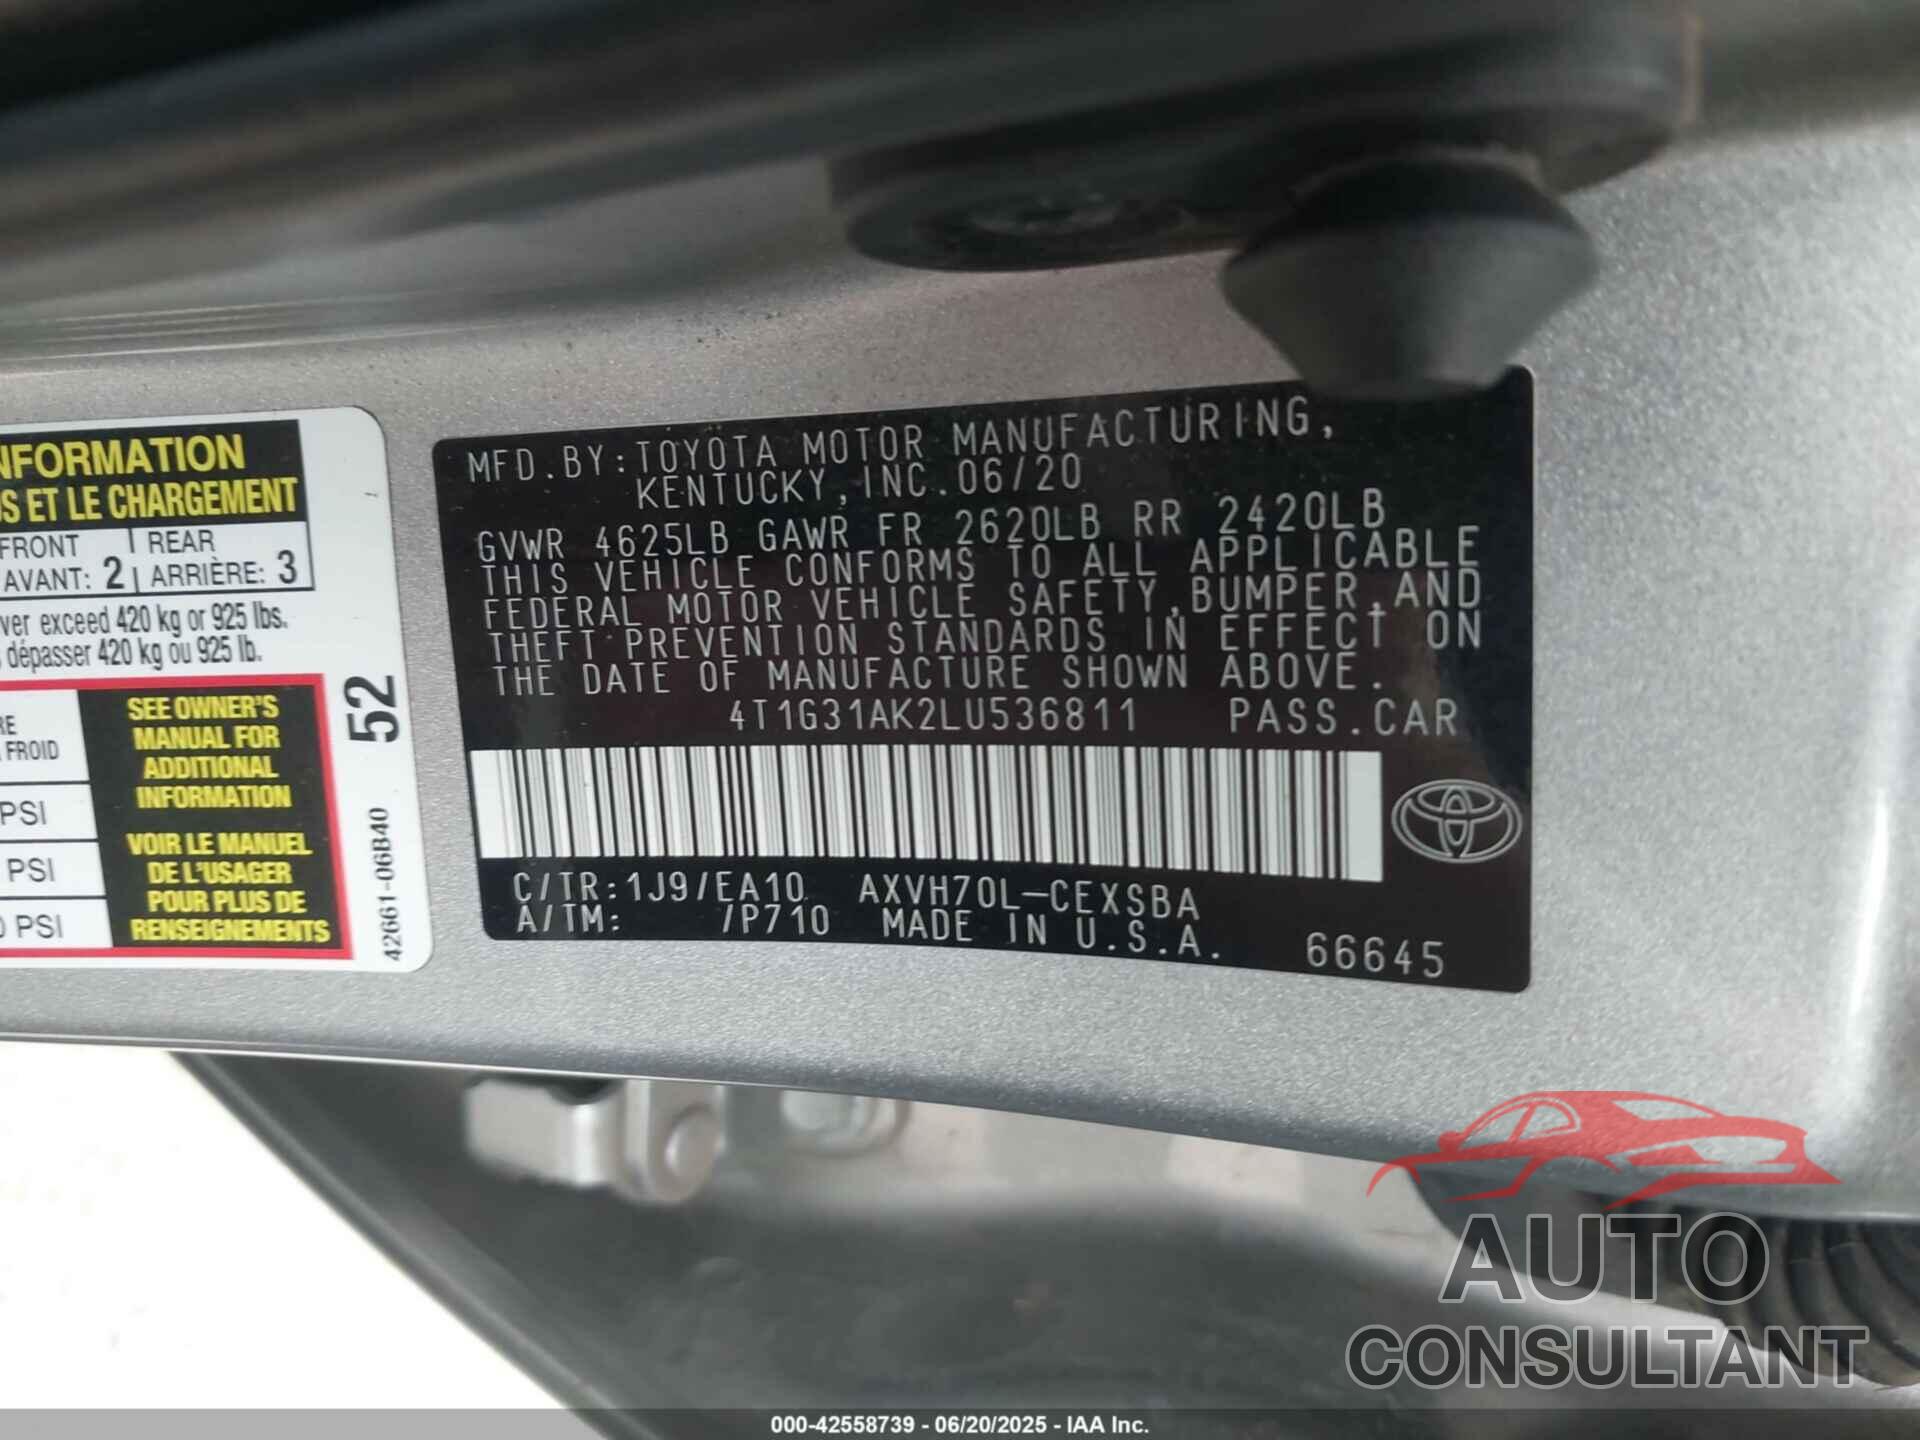 NFORMATION
US ET LE CHARGEMENT
FRONT
AVANT: 2
REAR
ARRIÈRE: 3
ver exceed 420 kg or 925 lbs.
dépasser 420 kg ou 925 lb.
RE
FROID
PSI
PSI
0 PSI
SEE OWNER'S
MANUAL FOR
ADDITIONAL
INFORMATION
VOIR LE MANUEL
DE L'USAGER
POUR PLUS DE
RENSEIGNEMENTS
52
42661-06B40
MFD.BY:TOYOTA MOTOR MANUFACTURING,
KENTUCKY,INC.06/20
GVWR 4625LB GAWR FR 2620LB RR 2420LB
THIS VEHICLE CONFORMS TO ALL APPLICABLE
FEDERAL MOTOR VEHICLE SAFETY,BUMPER,AND
THEFT PREVENTION STANDARDS IN EFFECT ON
THE DATE OF MANUFACTURE SHOWN ABOVE.
4T1G31AK2LU536811 PASS.CAR
C/TR:1J9/EA10 AXVH70L-CEXSBA
A/TM: /P710 MADE IN U.S.A. 66645
AUTO
CONSULTANT
000-42558739 - 06/20/2025 - IAA Inc.